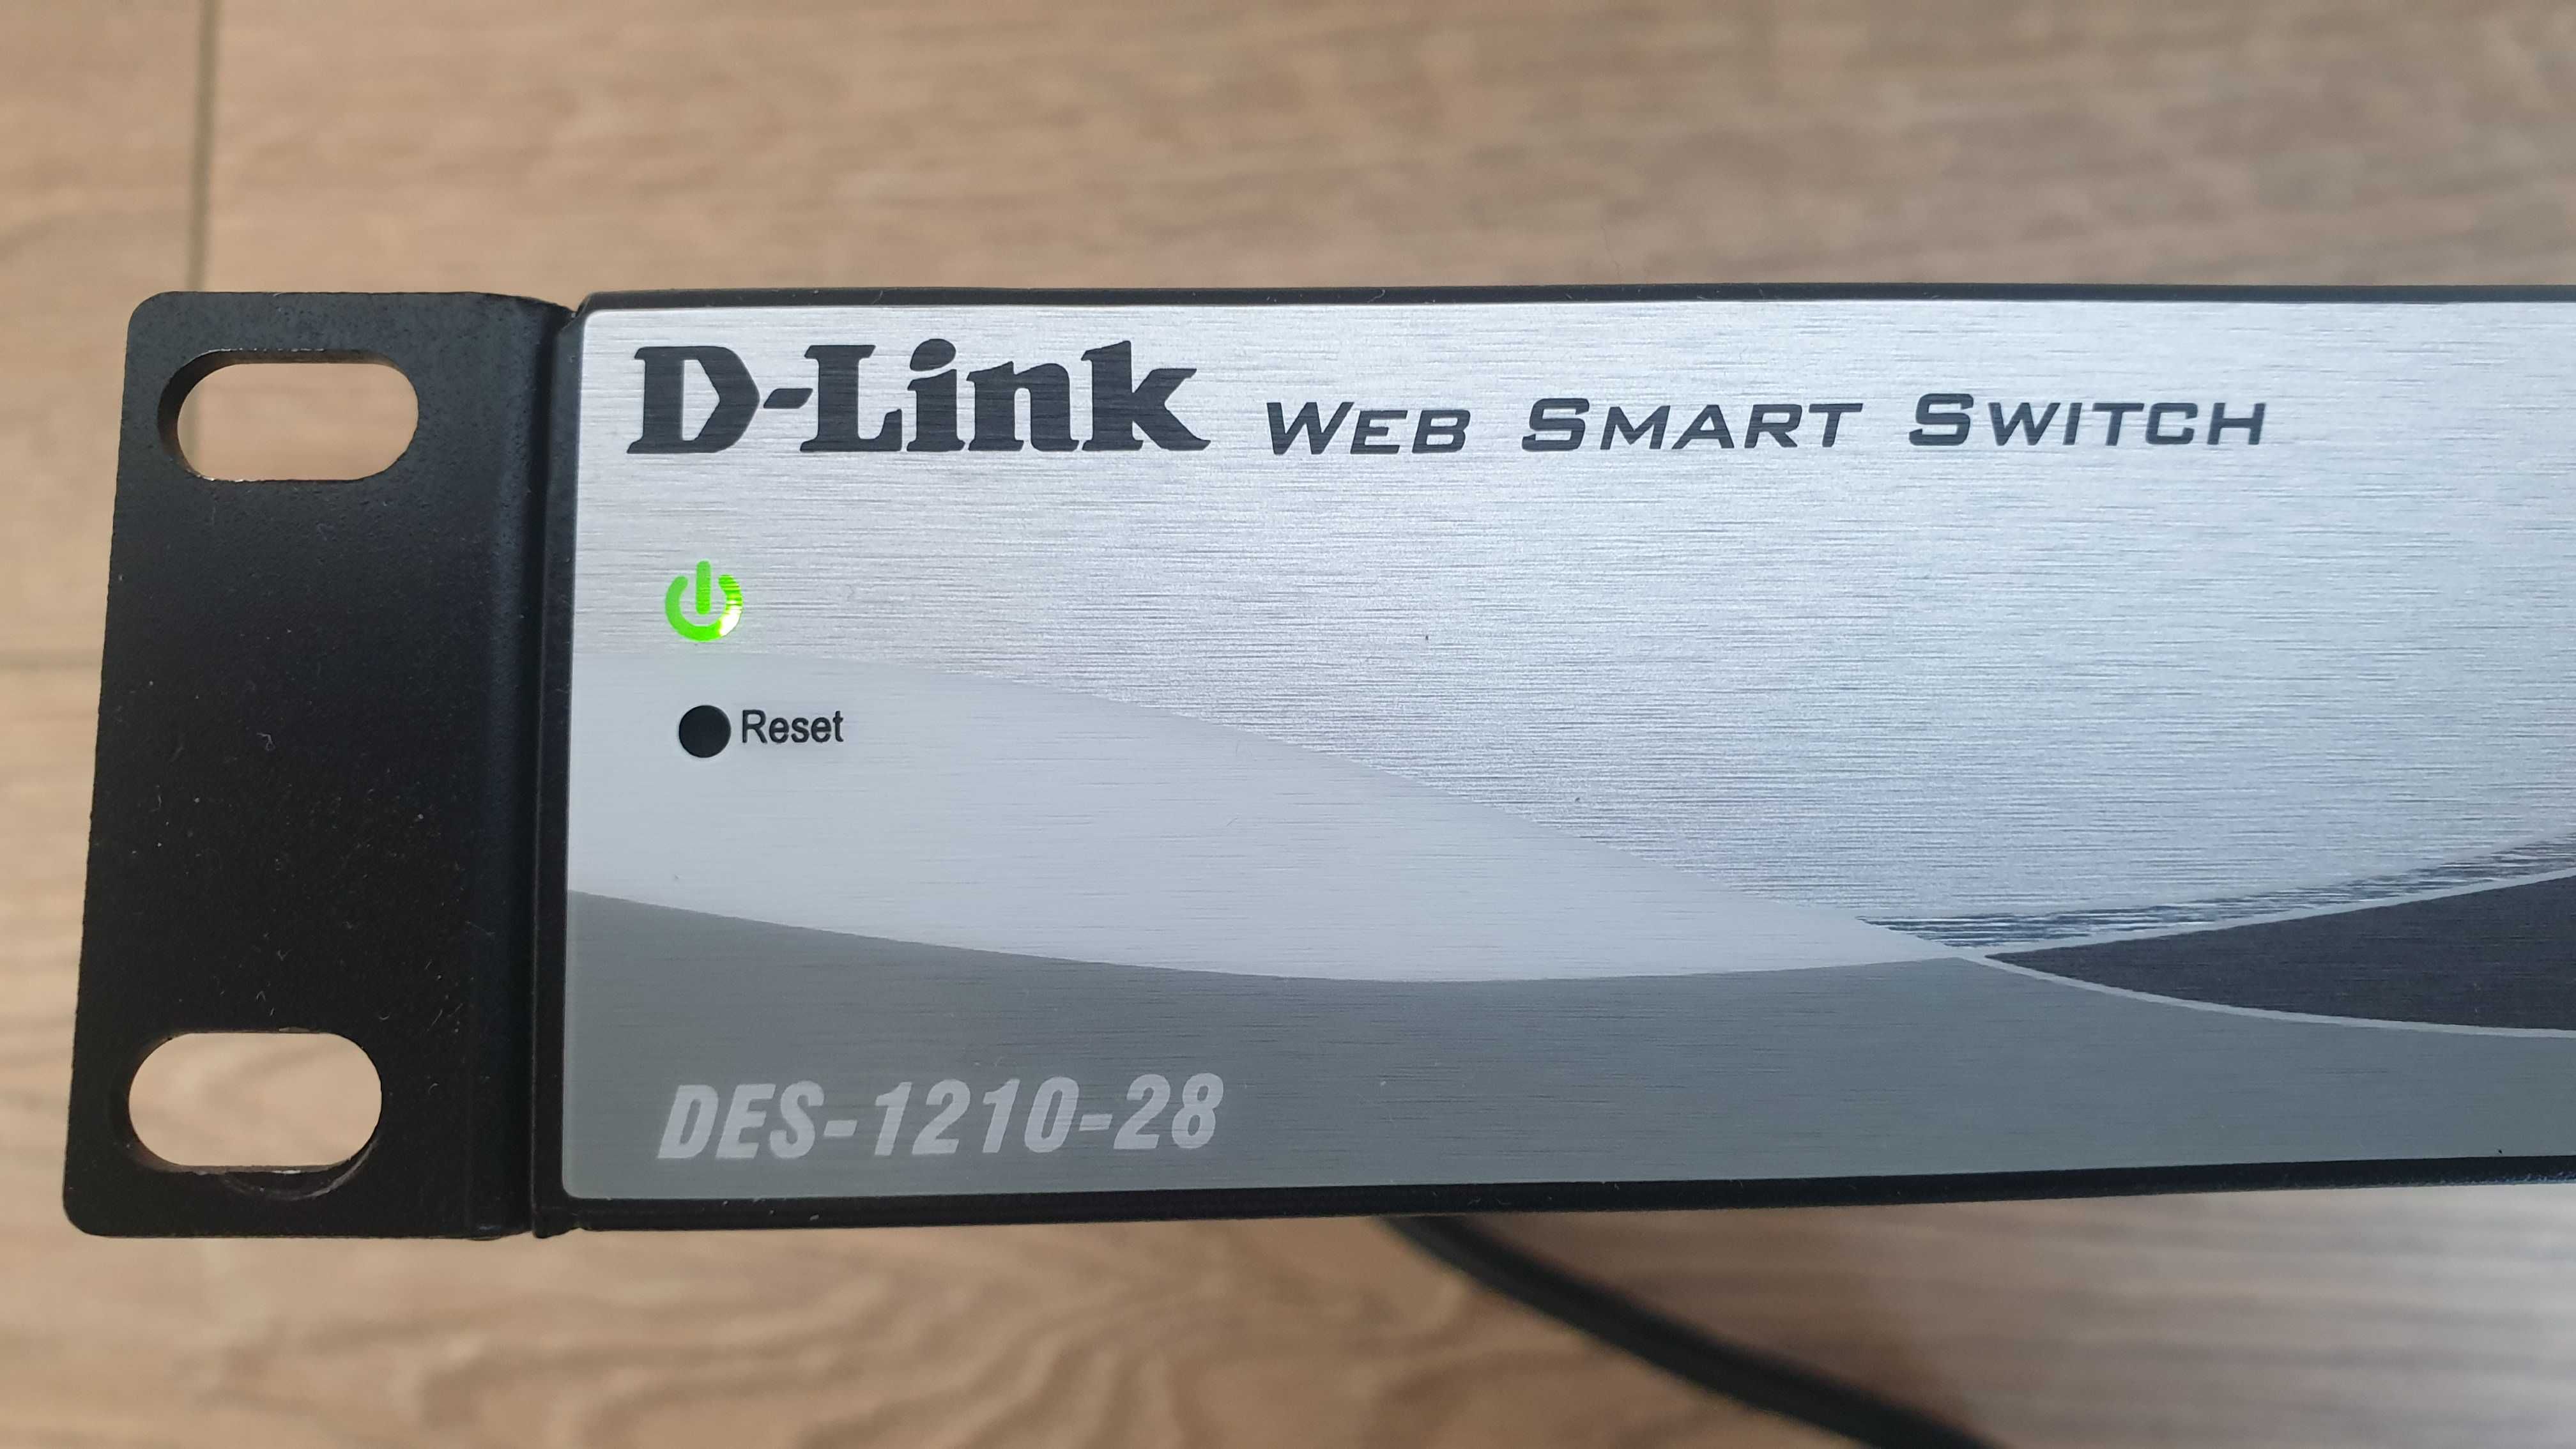 D-Link WEB SMART SWITCH
Reset
DES-1210-28